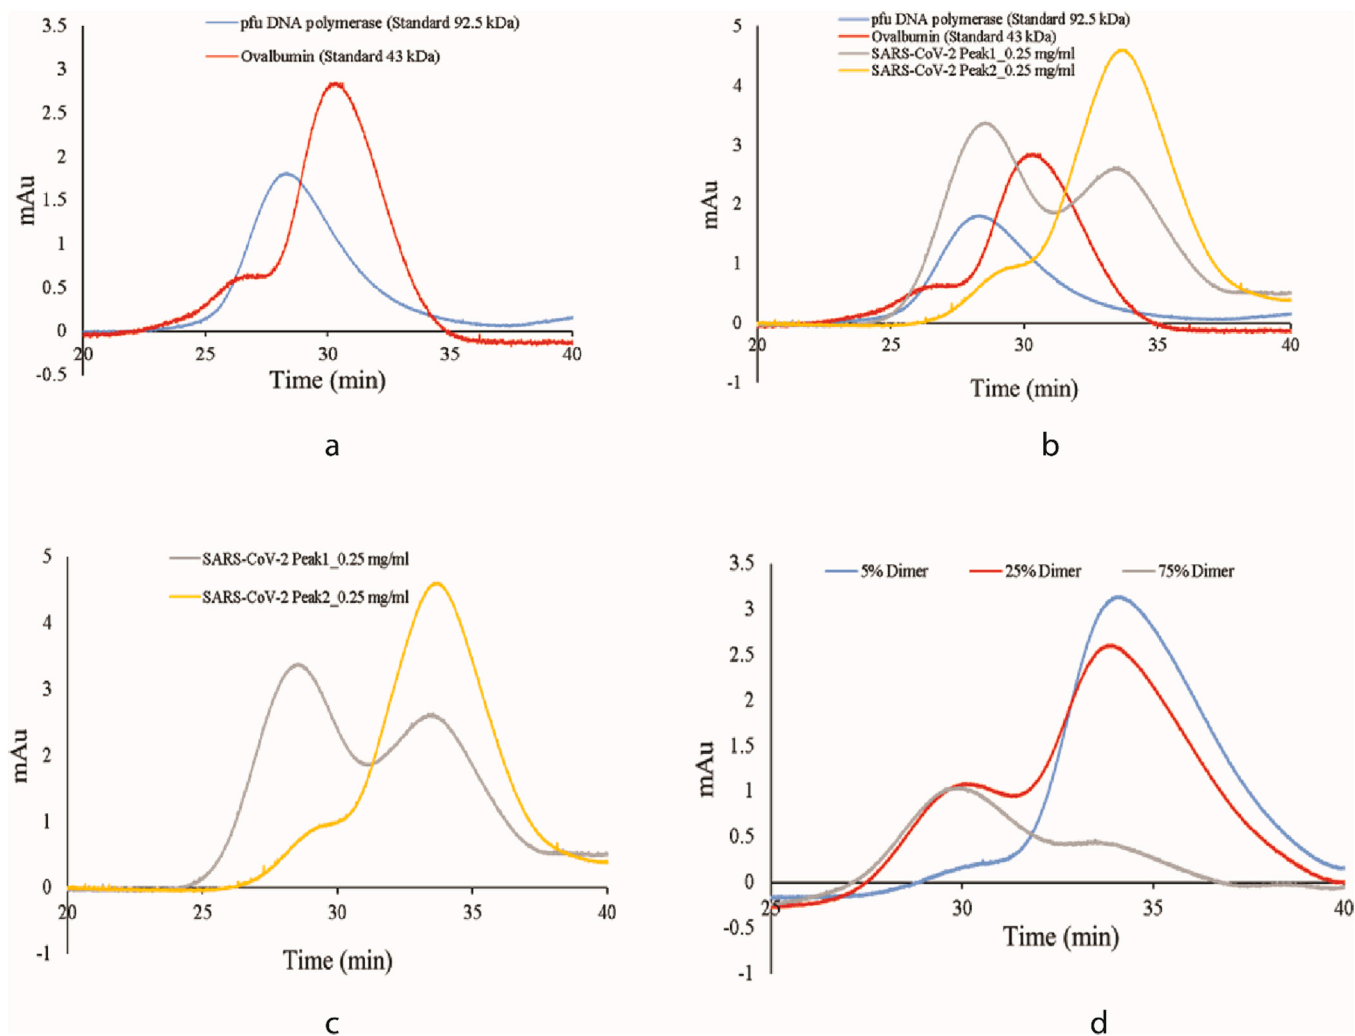 pfu DNA polymerase (Standard 92.5 kDa)
Ovalbumin (Standard 43 kDa)
3.5
3
2.5
2
1.5
1
0.5
0
-0.5
mAu
20
25
30
35
40
Time (min)
a
pfu DNA polymerase (Standard 92.5 kDa)
Ovalbumin (Standard 43 kDa)
SARS-CoV-2 Peak1_0.25 mg/ml
SARS-CoV-2 Peak2_0.25 mg/ml
5
4
3
2
1
0
-1
mAu
20
25
30
35
40
Time (min)
b
SARS-CoV-2 Peak1_0.25 mg/ml
SARS-CoV-2 Peak2_0.25 mg/ml
5
4
3
2
1
0
-1
mAu
20
25
30
35
40
Time (min)
c
5% Dimer 25% Dimer 75% Dimer
3.5
3
2.5
2
1.5
1
0.5
0
-0.5
-1
mAu
25
30
35
40
Time (min)
d